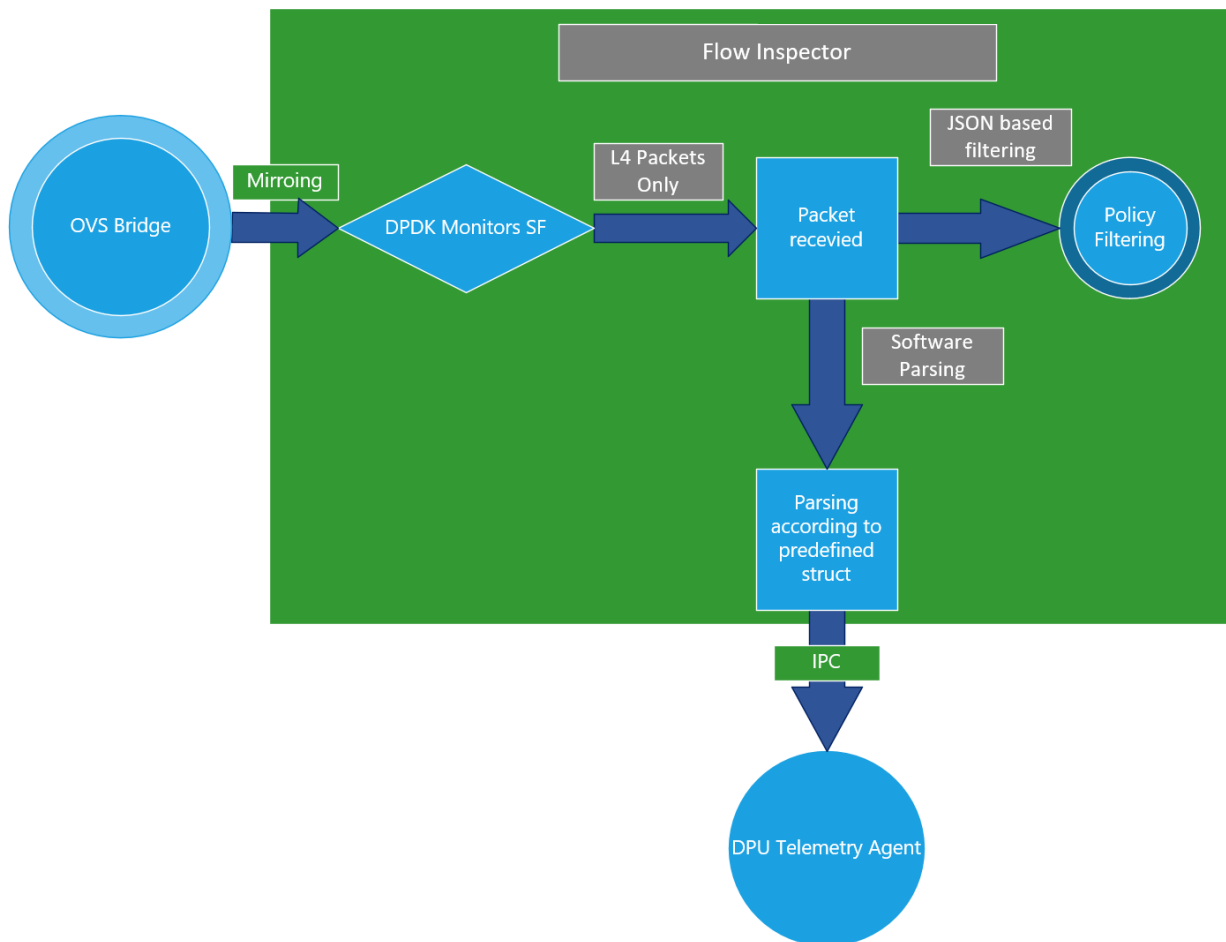 Flow Inspector
JSON based
filtering
L4 Packets
Only
Mirroing
OVS Bridge
DPDK Monitors SF
Packet
recevied
Policy
Filtering
Software
Parsing
Parsing
according to
predefined
struct
IPC
DPU Telemetry Agent